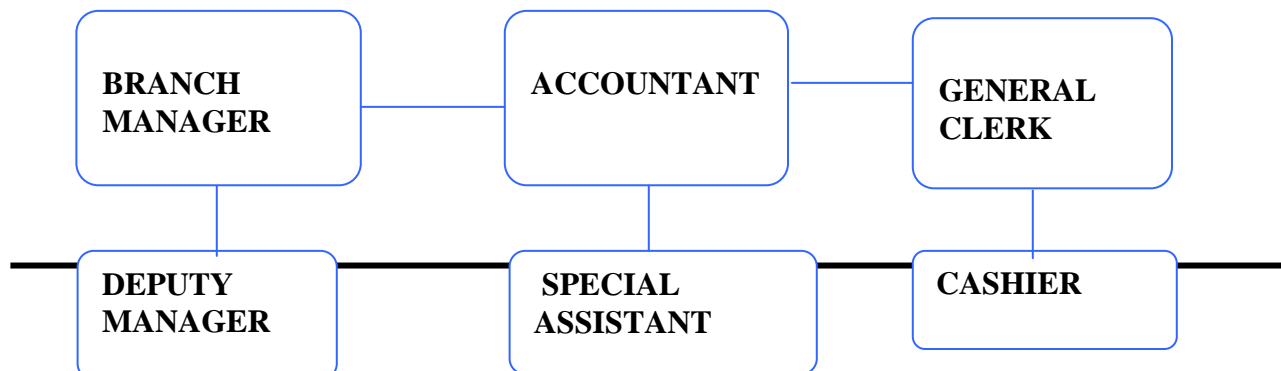 BRANCH
MANAGER
ACCOUNTANT
GENERAL
CLERK
DEPUTY
MANAGER
SPECIAL
ASSISTANT
CASHIER